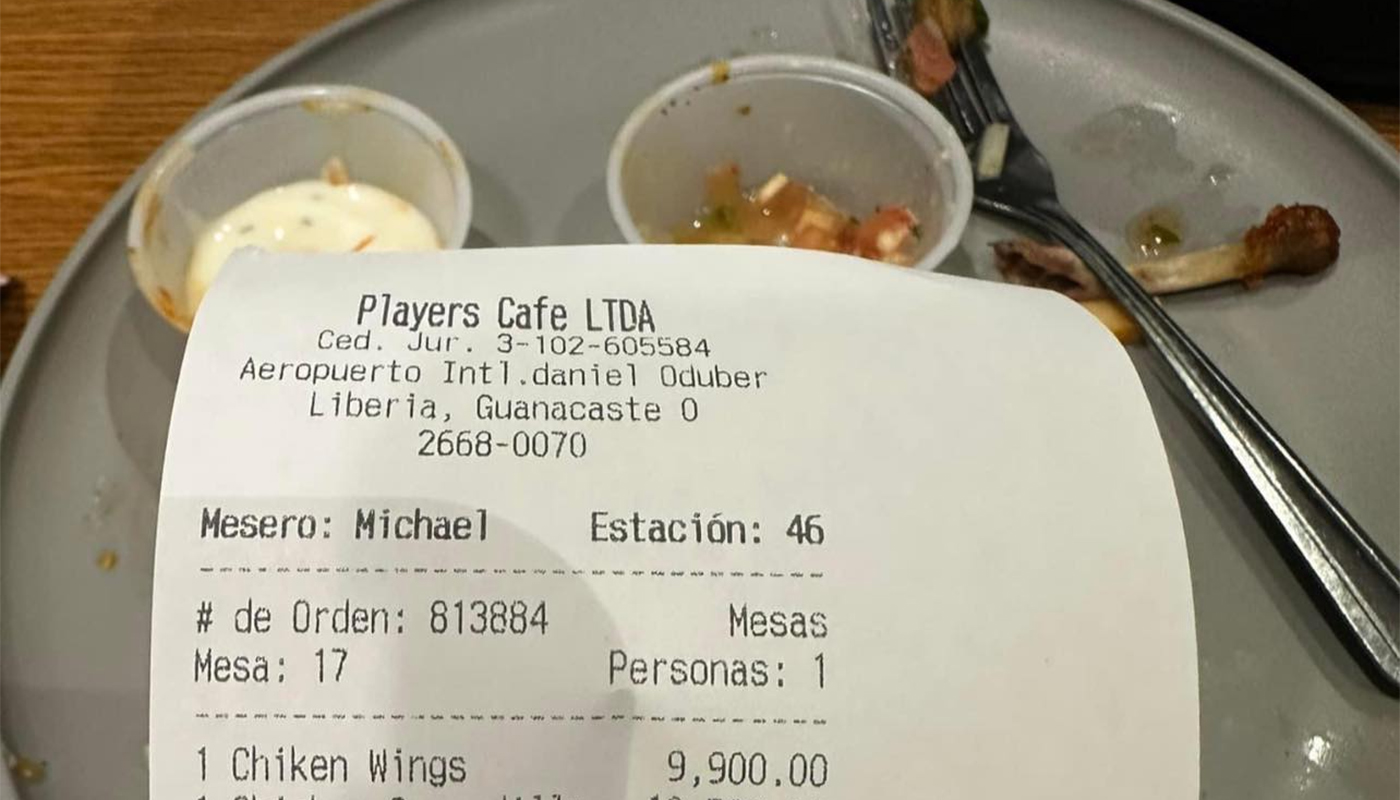 Players Cafe LTDA
Ced. Jur. 3-102-605584
Aeropuerto Intl.daniel Oduber
Liberia, Guanacaste 0
2668-0070
Mesero: Michael Estación: 46
# de Orden: 813884 Mesas
Mesa: 17 Personas: 1
1 Chiken Wings 9,900.00